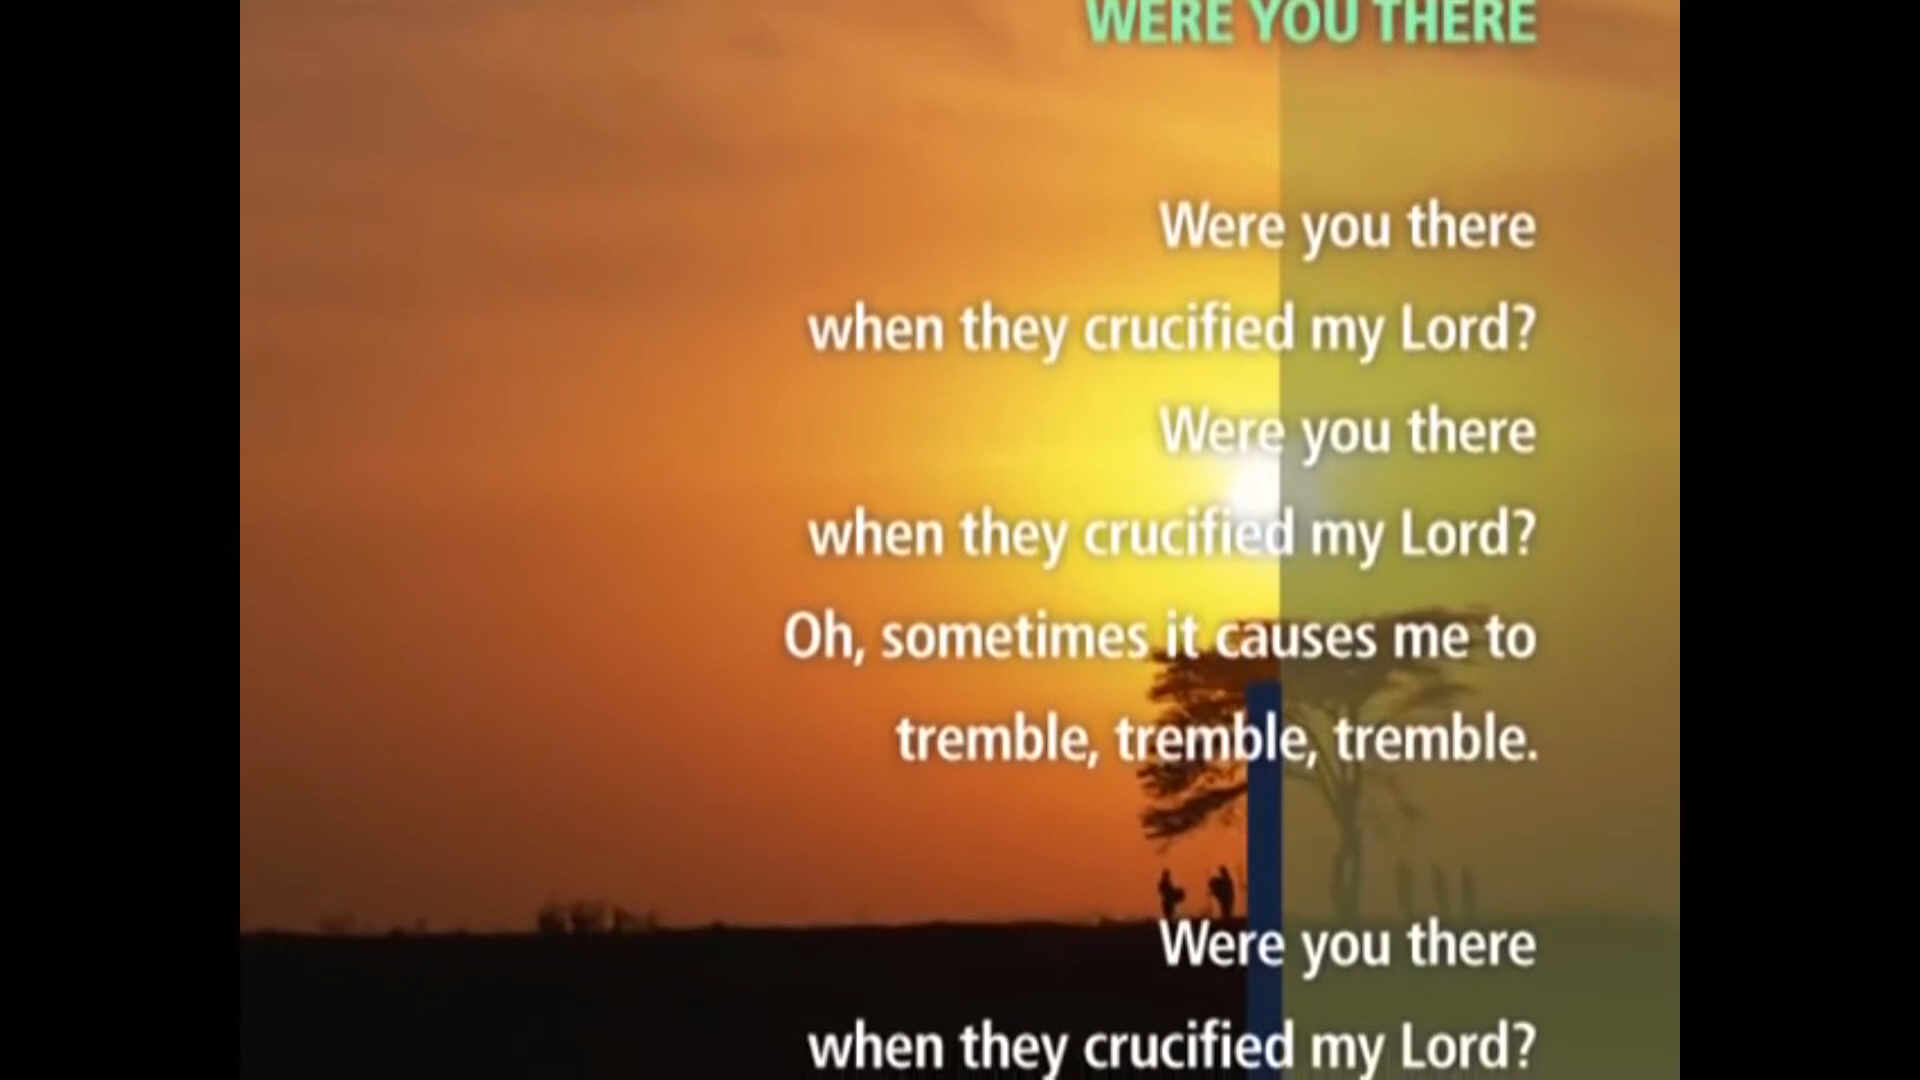 WERE YOU THERE
Were you there
when they crucified my Lord?
Were you there
when they crucified my Lord?
Oh, sometimes it causes me to
tremble, tremble, tremble.
Were you there
when they crucified my Lord?